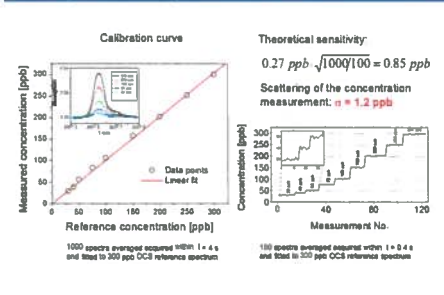 Calibration curve
Measured concentration [ppb]
300
250
200
150
100
50
0
Data points
Linear fit
0 50 100 150 200 250 300
Reference concentration [ppb]
1000 spectra averaged acquired within t = 4 s
and fitted to 300 ppb OCS reference spectrum
Theoretical sensitivity:
0.27 ppb·√1000/100 = 0.85 ppb
Scattering of the concentration
measurement: σ = 1.2 ppb
Concentration [ppb]
300
250
200
150
100
50
0
0 40 80 120
Measurement No.
100 spectra averaged acquired within t = 0.4 s
and fitted to 300 ppb OCS reference spectrum